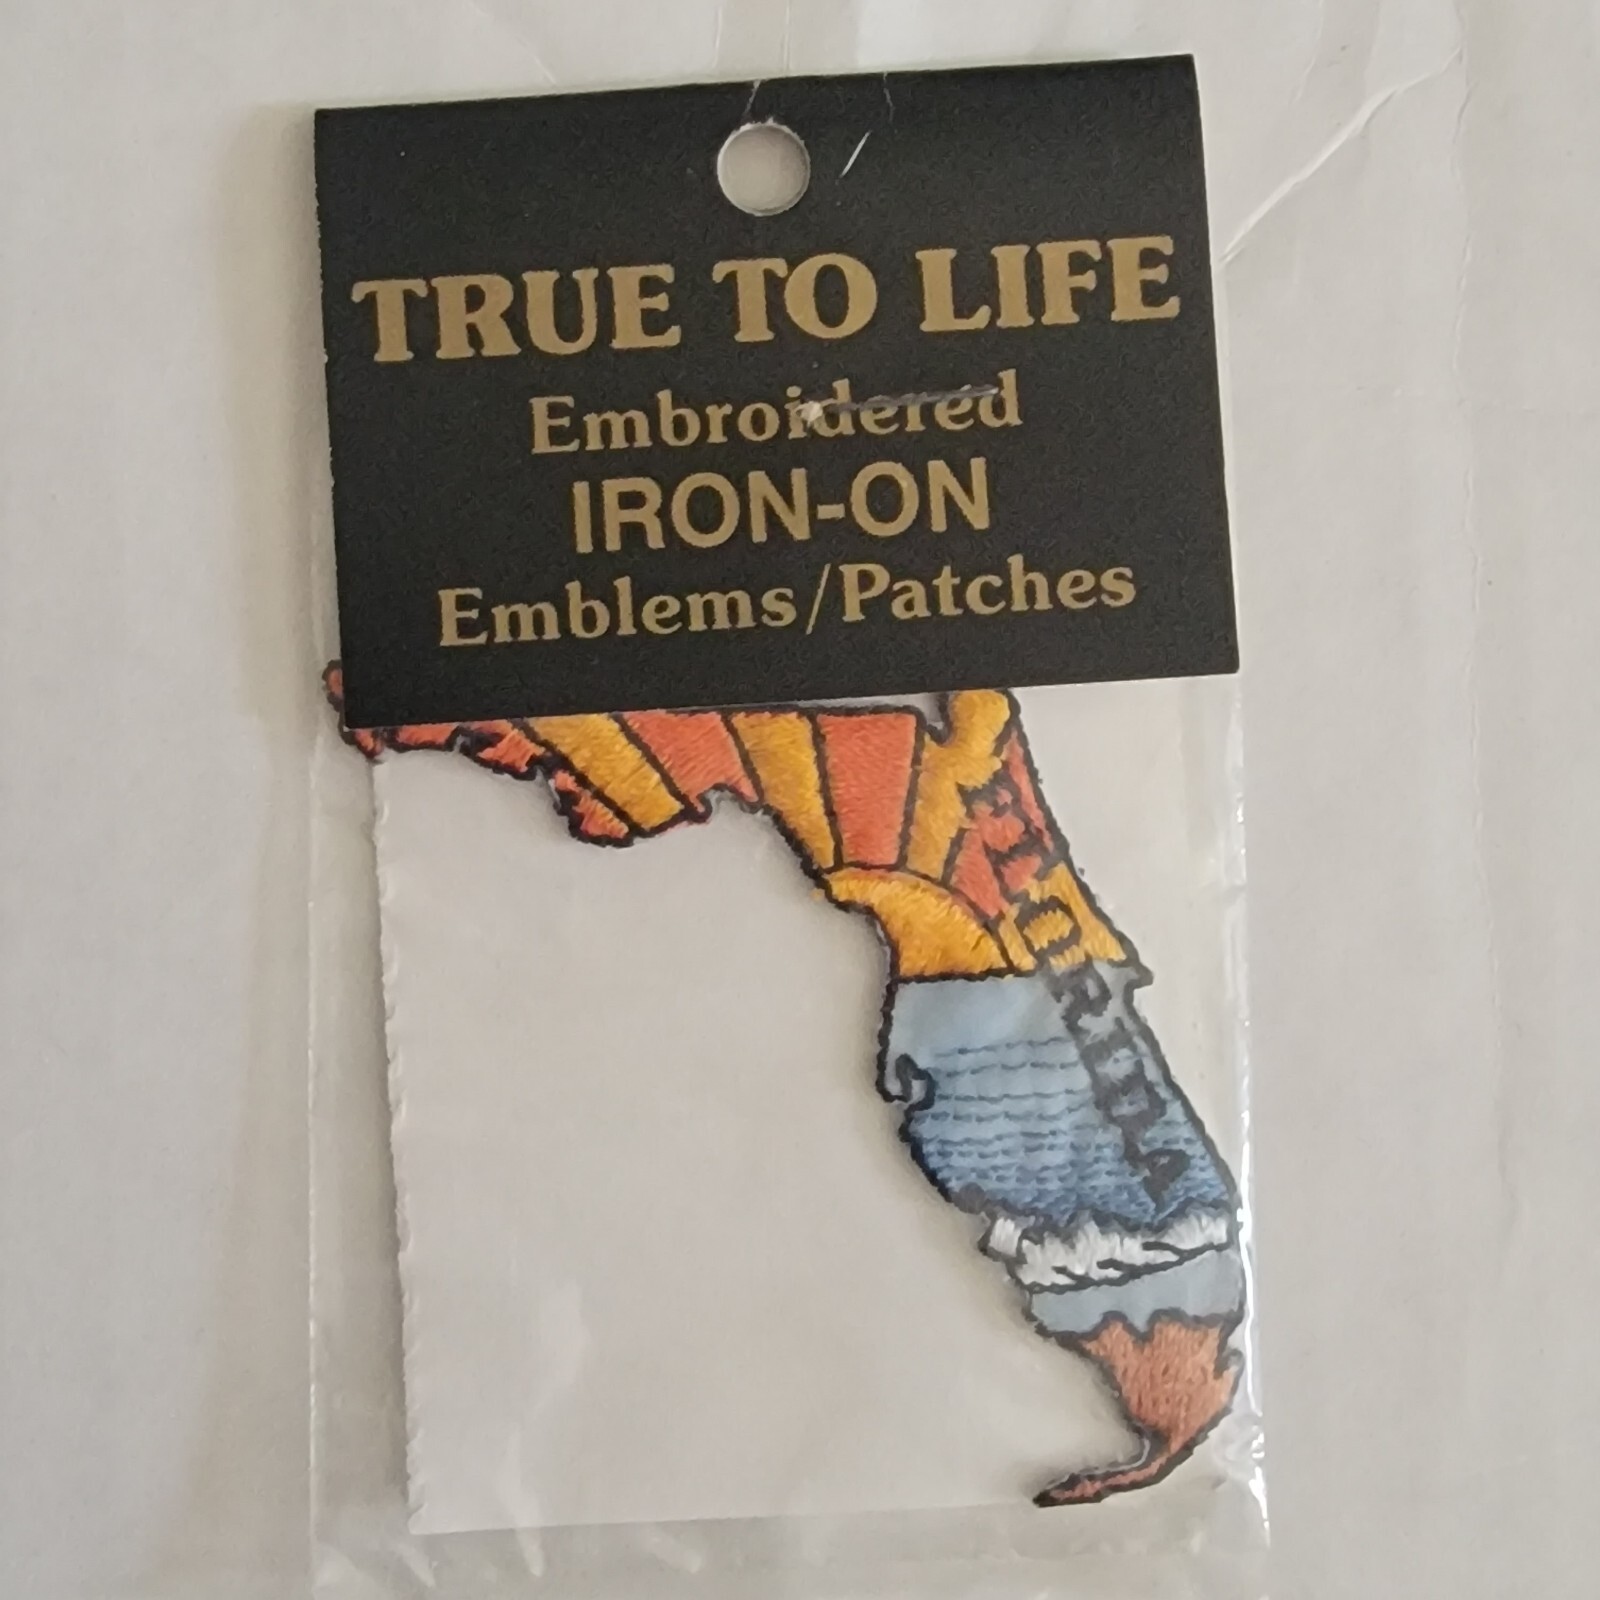 TRUE TO LIFE
Embroidered
IRON-ON
Emblems/Patches
FLORIDA